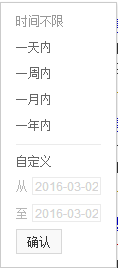 时间不限
一天内
一周内
一月内
一年内
自定义
从 2016-03-02
至 2016-03-02
确认